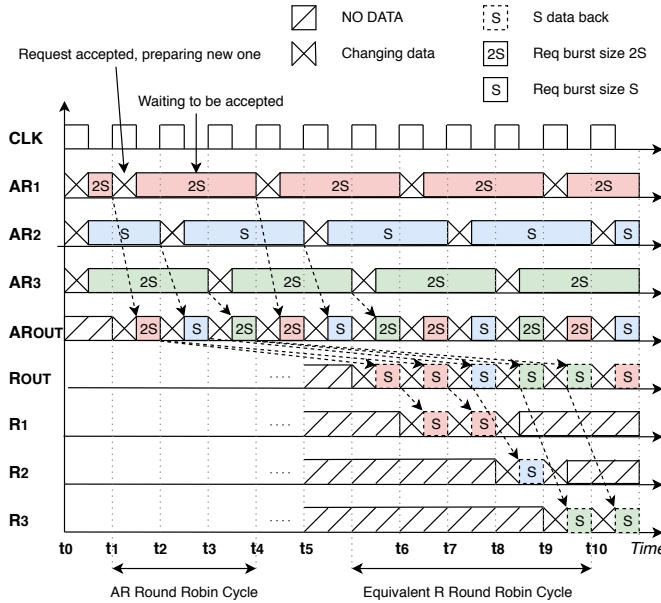 NO DATA
S S data back
Request accepted, preparing new one
Changing data
2S Req burst size 2S
Waiting to be accepted
S Req burst size S
CLK
AR1 2S 2S 2S 2S 2S
AR2 S S S S S
AR3 2S 2S 2S 2S
AROUT 2S S 2S 2S S 2S 2S S 2S 2S S
ROUT S S S S S S
R1 S S
R2 S
R3 S S
t0 t1 t2 t3 t4 t5 t6 t7 t8 t9 t10 Time
AR Round Robin Cycle
Equivalent R Round Robin Cycle